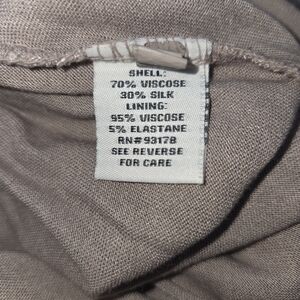 SHELL:
70% VISCOSE
30% SILK
LINING:
95% VISCOSE
5% ELASTANE
RN#93178
SEE REVERSE
FOR CARE